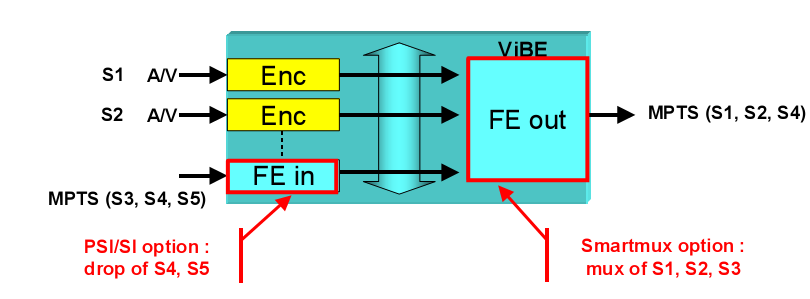 ViBE
S1 A/V Enc
S2 A/V Enc
FE out
MPTS (S1, S2, S4)
FE in
MPTS (S3, S4, S5)
PSI/SI option :
drop of S4, S5
Smartmux option :
mux of S1, S2, S3